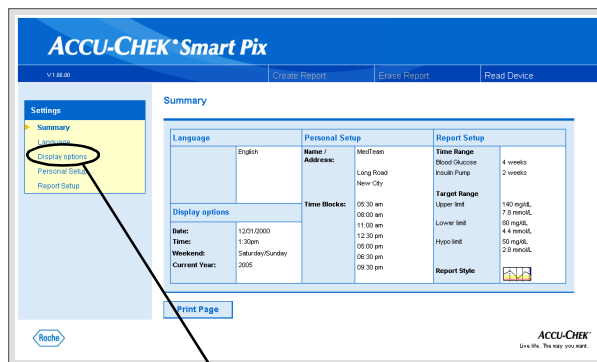 ACCU-CHEK® Smart Pix
V 1.00.00
Create Report
Erase Report
Read Device
Settings
Summary
Language
Display options
Personal Setup
Report Setup
Summary
Language
English
Display options
Date: 12/31/2000
Time: 1:30pm
Weekend: Saturday/Sunday
Current Year: 2005
Personal Setup
Name / Address: MedTeam
Long Road
New City
Time Blocks: 05:30 am
08:00 am
11:00 am
12:30 pm
05:00 pm
06:30 pm
09:30 pm
Report Setup
Time Range
Blood Glucose 4 weeks
Insulin Pump 2 weeks
Target Range
Upper limit 140 mg/dL
7.8 mmol/L
Lower limit 80 mg/dL
4.4 mmol/L
Hypo limit 50 mg/dL
2.8 mmol/L
Report Style
Print Page
Roche
ACCU-CHEK®
Live life. The way you want.